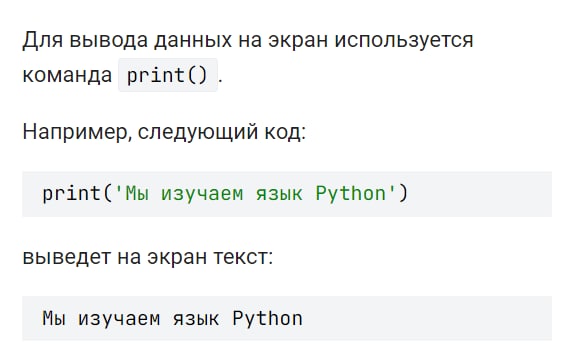 Для вывода данных на экран используется
команда print().
Например, следующий код:
print('Мы изучаем язык Python')
выведет на экран текст:
Мы изучаем язык Python